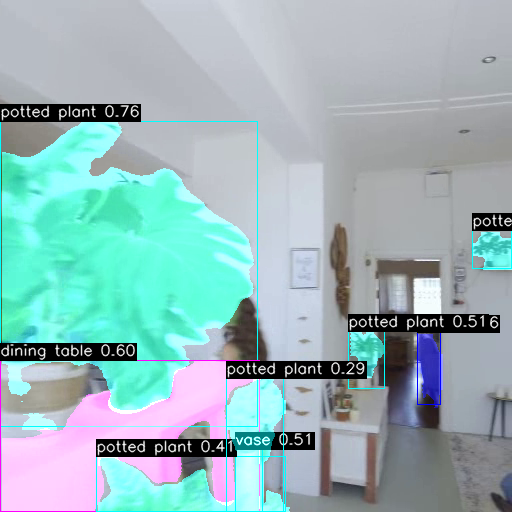 potted plant 0.76
potte
potted plant 0.516
dining table 0.60
potted plant 0.29
vase 0.51
potted plant 0.41